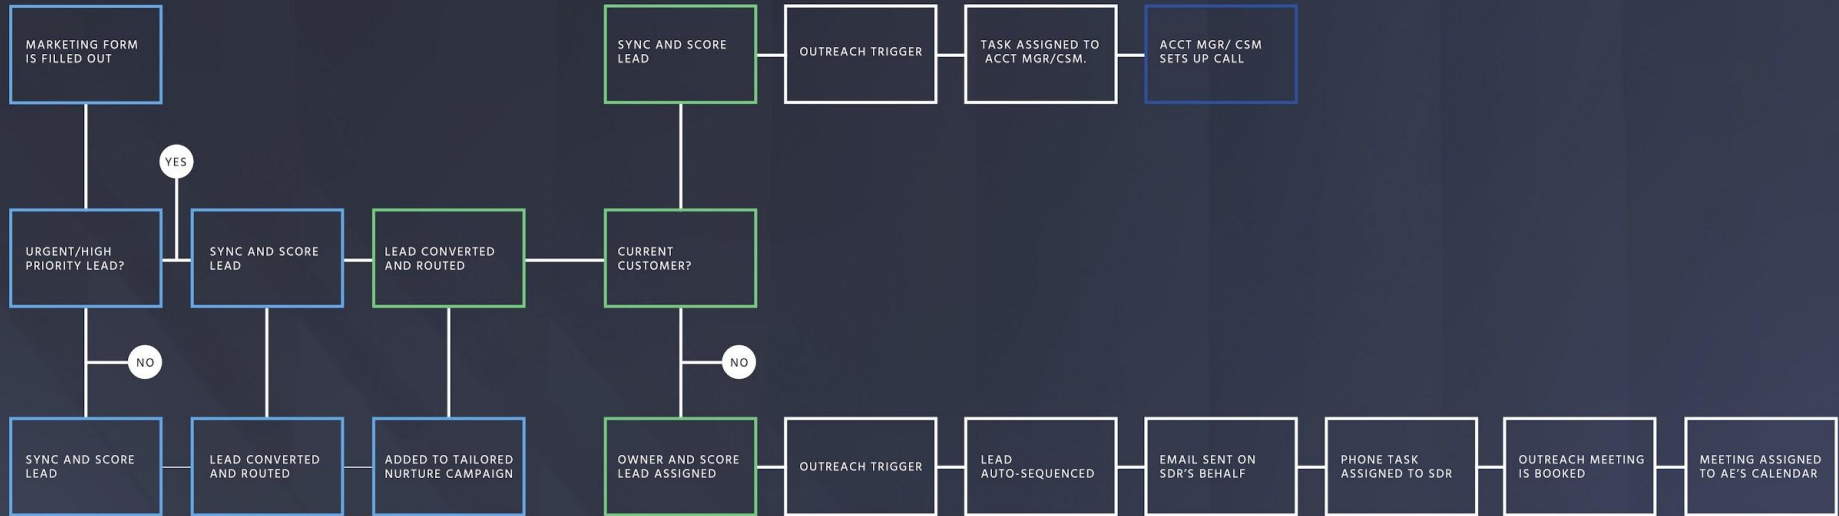 MARKETING FORM
IS FILLED OUT
SYNC AND SCORE
LEAD
OUTREACH TRIGGER
TASK ASSIGNED TO
ACCT MGR/CSM.
ACCT MGR/ CSM
SETS UP CALL
YES
URGENT/HIGH
PRIORITY LEAD?
SYNC AND SCORE
LEAD
LEAD CONVERTED
AND ROUTED
CURRENT
CUSTOMER?
NO
NO
SYNC AND SCORE
LEAD
LEAD CONVERTED
AND ROUTED
ADDED TO TAILORED
NURTURE CAMPAIGN
OWNER AND SCORE
LEAD ASSIGNED
OUTREACH TRIGGER
LEAD
AUTO-SEQUENCED
EMAIL SENT ON
SDR'S BEHALF
PHONE TASK
ASSIGNED TO SDR
OUTREACH MEETING
IS BOOKED
MEETING ASSIGNED
TO AE'S CALENDAR